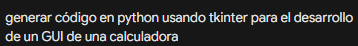 generar código en python usando tkinter para el desarrollo
de un GUI de una calculadora